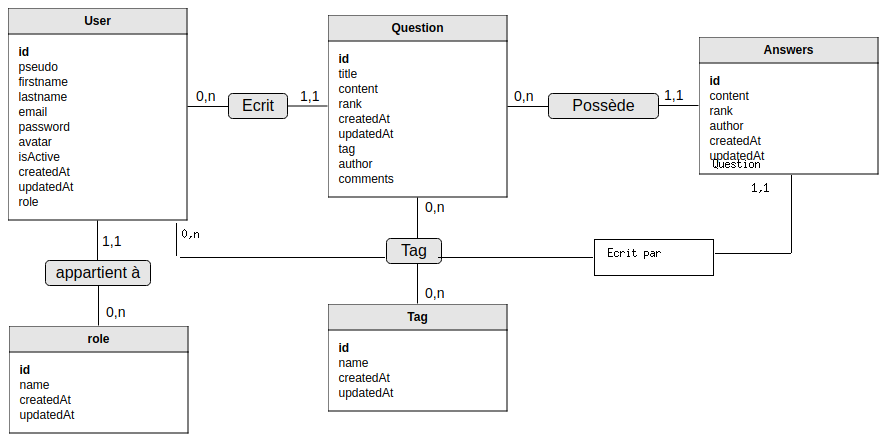 User
id
pseudo
firstname
lastname
email
password
avatar
isActive
createdAt
updatedAt
role
0,n
Ecrit
1,1
Question
id
title
content
rank
createdAt
updatedAt
tag
author
comments
0,n
Possède
1,1
Answers
id
content
rank
author
createdAt
updatedAt
Question
1,1
0,n
1,1
appartient à
0,n
0,n
Tag
0,n
Ecrit par
role
id
name
createdAt
updatedAt
Tag
id
name
createdAt
updatedAt